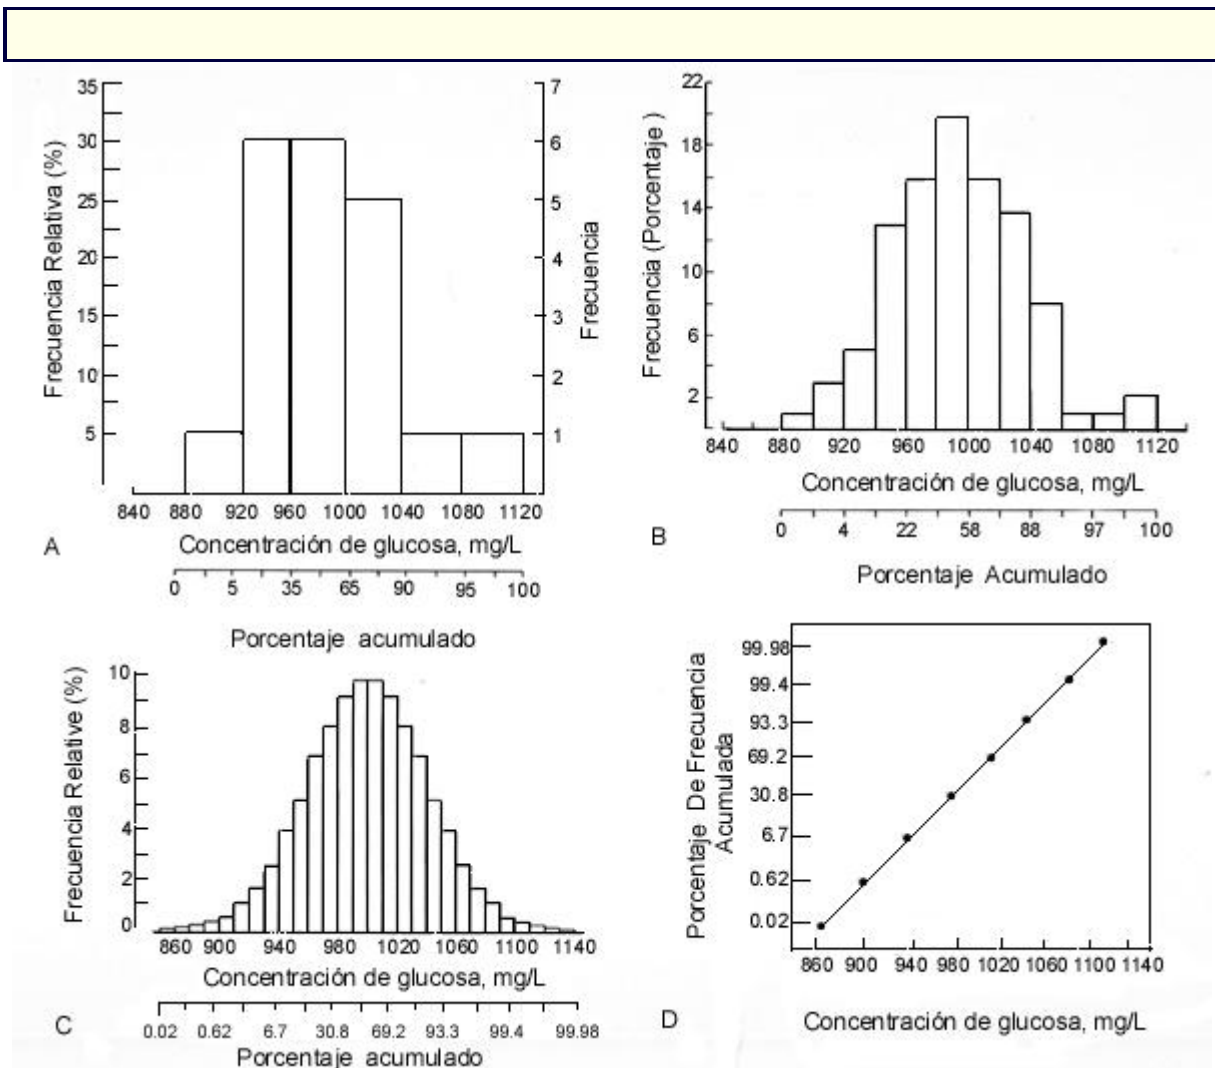 35
30
25
20
15
10
5
Frecuencia Relativa (%)
7
6
5
4
3
2
1
Frecuencia
840 880 920 960 1000 1040 1080 1120
Concentración de glucosa, mg/L
A
0 5 35 65 90 95 100
Porcentaje acumulado
22
18
14
10
6
2
0
Frecuencia (Porcentaje )
840 880 920 960 1000 1040 1080 1120
Concentración de glucosa, mg/L
B
0 4 22 58 88 97 100
Porcentaje Acumulado
10
8
6
4
2
0
Frecuencia Relative (%)
860 900 940 980 1020 1060 1100 1140
Concentración de glucosa, mg/L
C
0.02 0.62 6.7 30.8 69.2 93.3 99.4 99.98
Porcentaje acumulado
99.98
99.4
93.3
69.2
30.8
6.7
0.62
0.02
Porcentaje De Frecuencia
Acumulada
860 900 940 980 1020 1060 1100 1140
D
Concentración de glucosa, mg/L